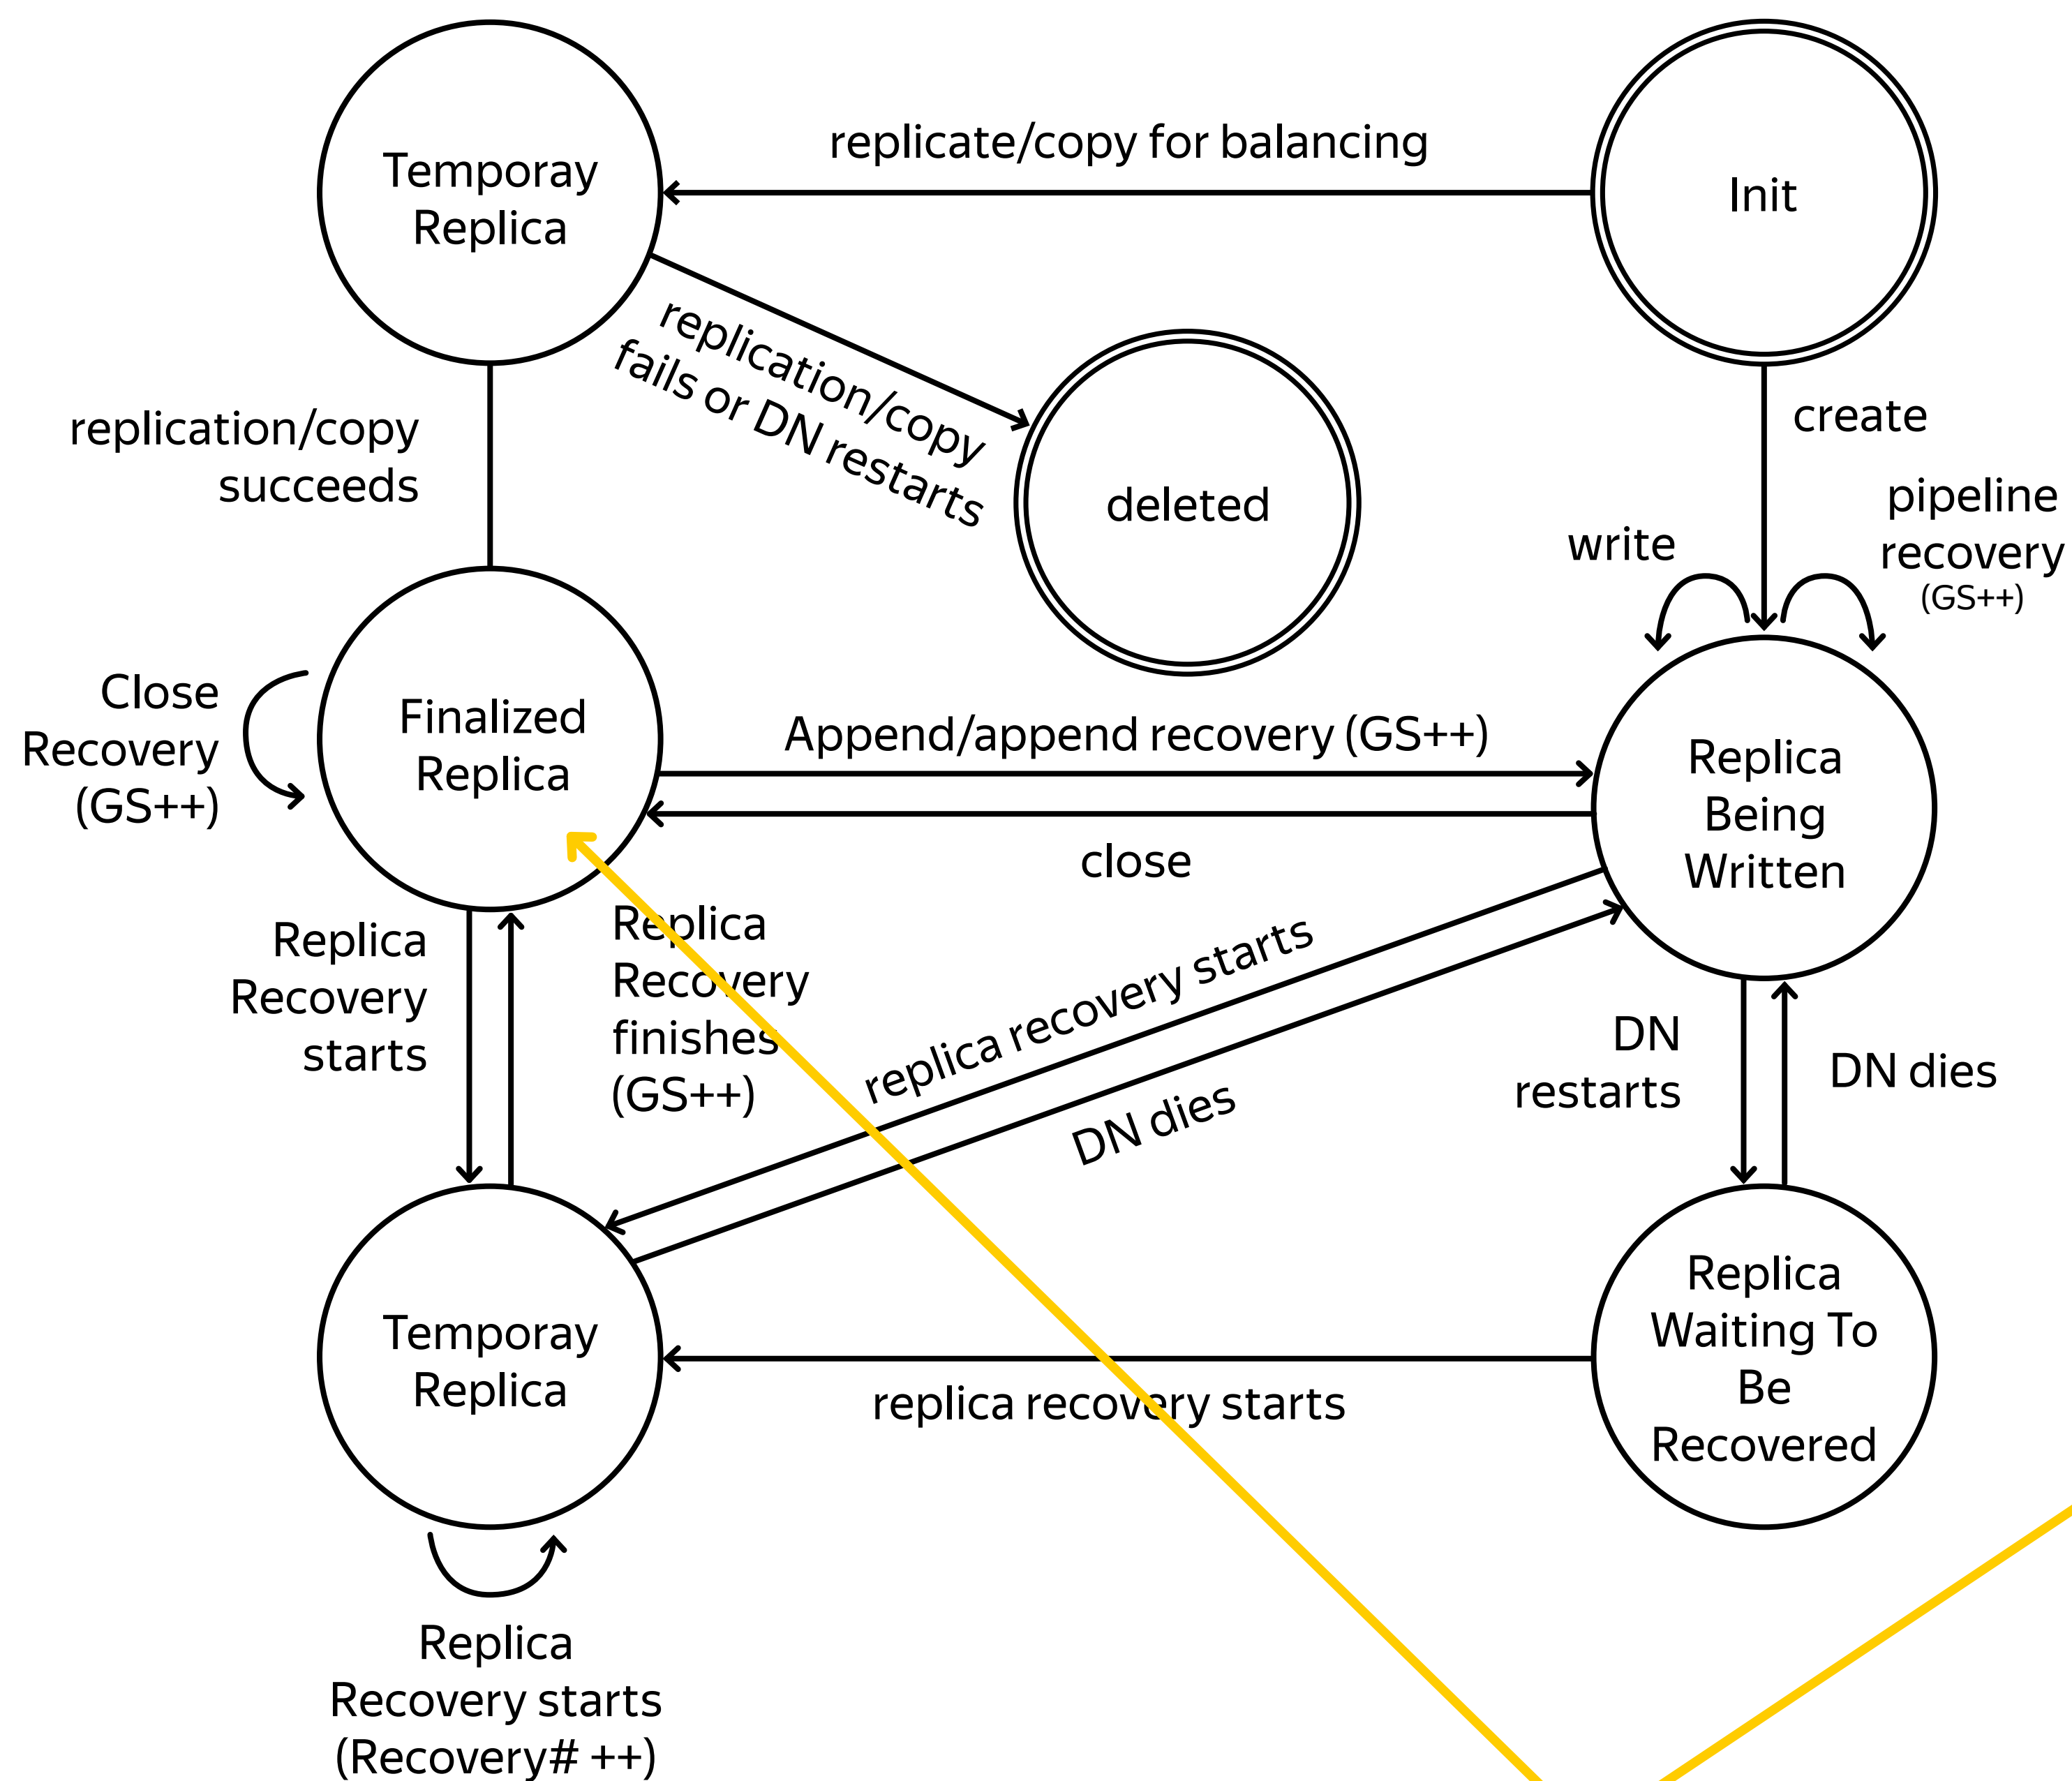 Temporay
Replica
replicate/copy for balancing
Init
replication/copy
fails or DN restarts
replication/copy
succeeds
deleted
create
write
pipeline
recovery
(GS++)
Close
Recovery
(GS++)
Finalized
Replica
Append/append recovery (GS++)
close
Replica
Being
Written
Replica
Recovery
starts
Replica
Recovery
finishes
(GS++)
replica recovery starts
DN dies
DN
restarts
DN dies
Temporay
Replica
replica recovery starts
Replica
Waiting To
Be
Recovered
Replica
Recovery starts
(Recovery# ++)